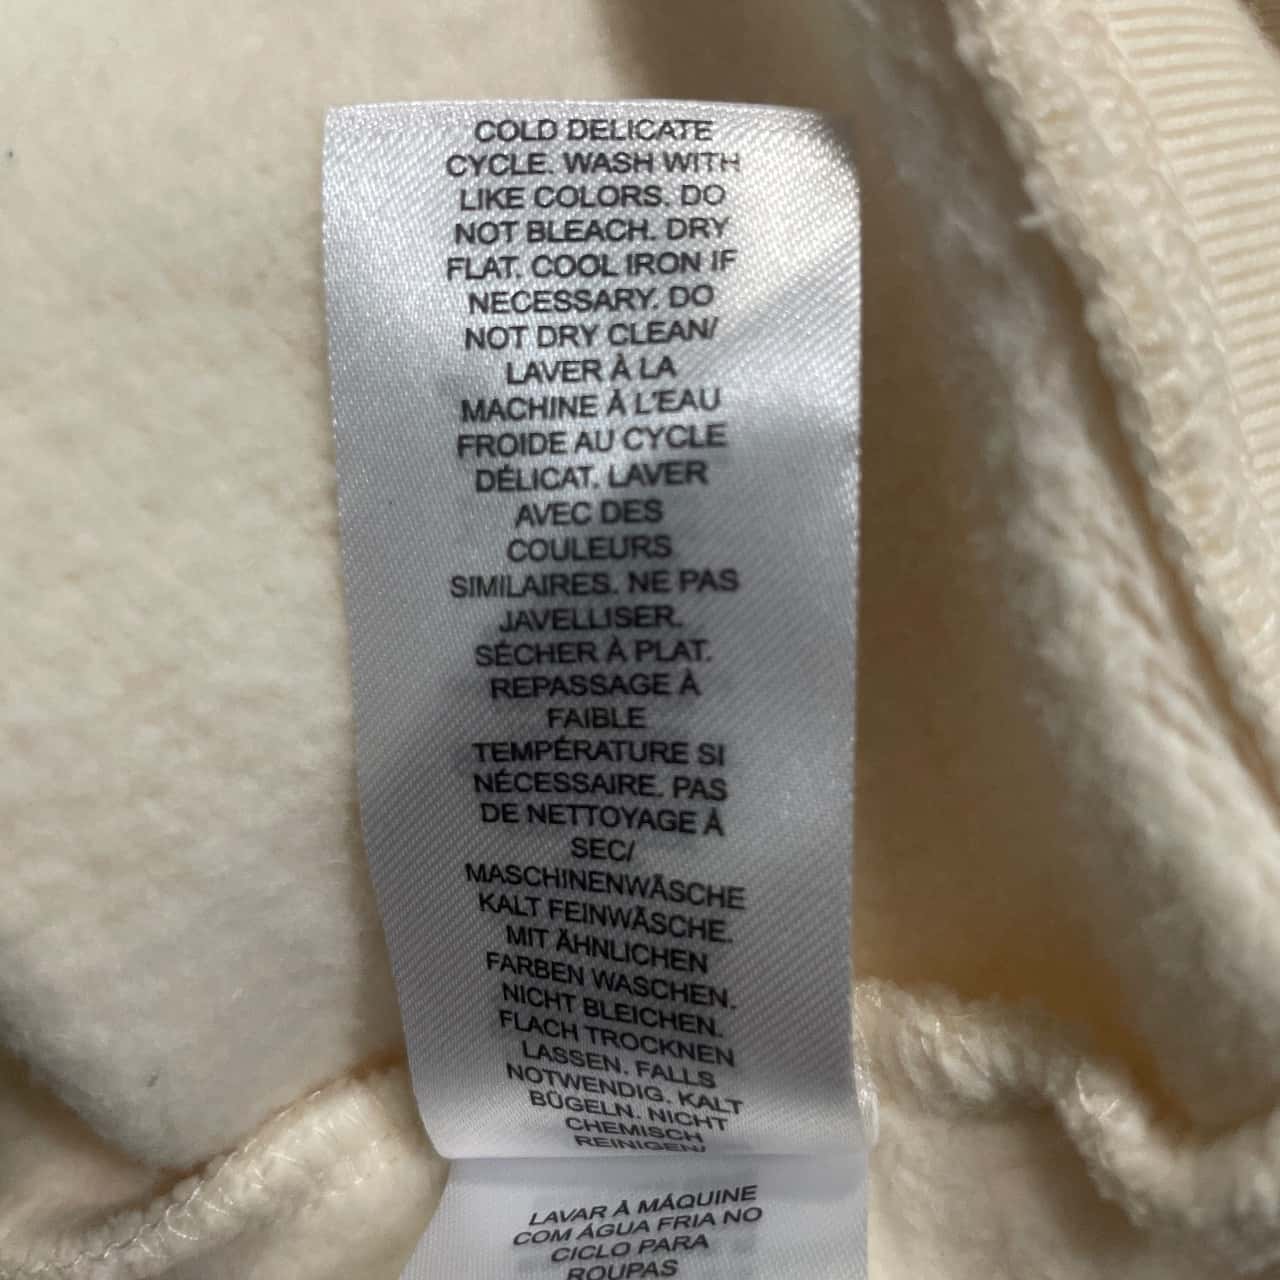 COLD DELICATE
CYCLE. WASH WITH
LIKE COLORS. DO
NOT BLEACH. DRY
FLAT. COOL IRON IF
NECESSARY. DO
NOT DRY CLEAN/
LAVER À LA
MACHINE À L'EAU
FROIDE AU CYCLE
DÉLICAT. LAVER
AVEC DES
COULEURS
SIMILAIRES. NE PAS
JAVELLISER.
SÉCHER À PLAT.
REPASSAGE À
FAIBLE
TEMPÉRATURE SI
NÉCESSAIRE. PAS
DE NETTOYAGE À
SEC/
MASCHINENWÄSCHE
KALT FEINWÄSCHE.
MIT ÄHNLICHEN
FARBEN WASCHEN.
NICHT BLEICHEN.
FLACH TROCKNEN
LASSEN. FALLS
NOTWENDIG. KALT
BÜGELN. NICHT
CHEMISCH
REINIGEN/
LAVAR À MÁQUINE
COM ÁGUA FRIA NO
CICLO PARA
ROUPAS